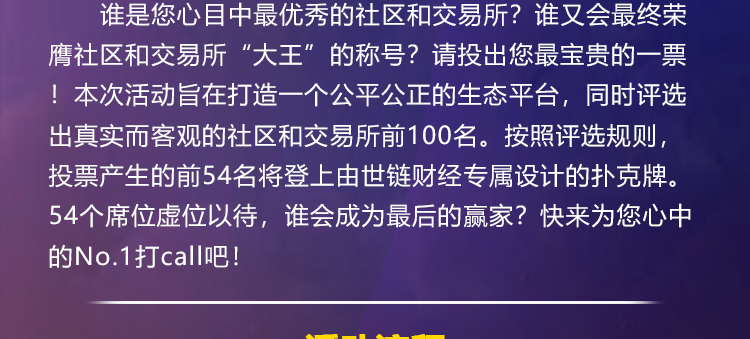 谁是您心目中最优秀的社区和交易所？谁又会最终荣
膺社区和交易所“大王”的称号？请投出您最宝贵的一票
！本次活动旨在打造一个公平公正的生态平台，同时评选
出真实而客观的社区和交易所前100名。按照评选规则，
投票产生的前54名将登上由世链财经专属设计的扑克牌。
54个席位虚位以待，谁会成为最后的赢家？快来为您心中
的No.1打call吧！
活动流程